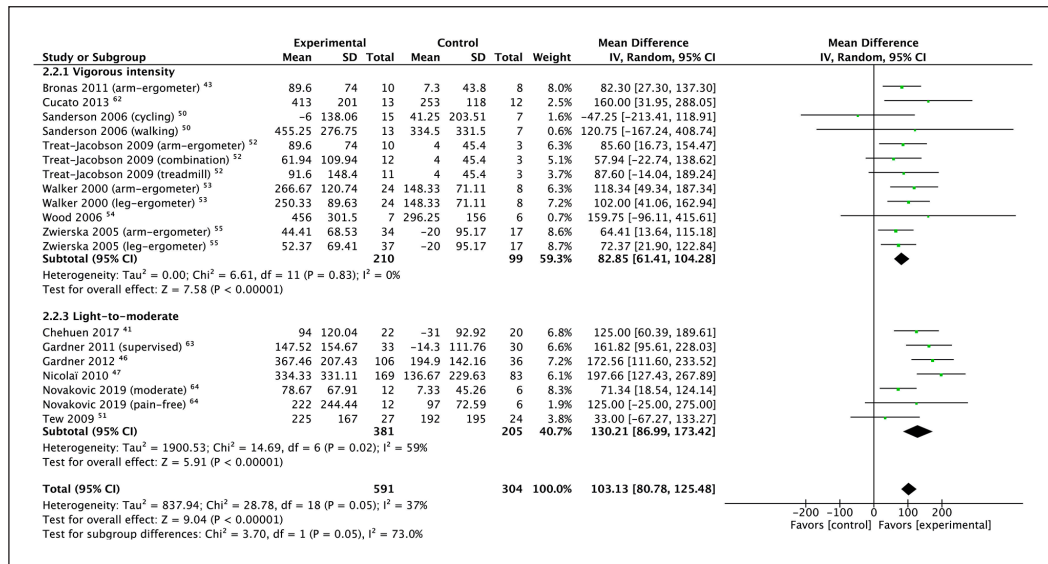 Experimental Control Mean Difference Mean Difference
Study or Subgroup Mean SD Total Mean SD Total Weight IV, Random, 95% CI IV, Random, 95% CI
2.2.1 Vigorous intensity
Bronas 2011 (arm-ergometer) 43 89.6 74 10 7.3 43.8 8 8.0% 82.30 [27.30, 137.30]
Cucato 2013 62 413 201 13 253 118 12 2.5% 160.00 [31.95, 288.05]
Sanderson 2006 (cycling) 50 -6 138.06 15 41.25 203.51 7 1.6% -47.25 [-213.41, 118.91]
Sanderson 2006 (walking) 50 455.25 276.75 13 334.5 331.5 7 0.6% 120.75 [-167.24, 408.74]
Treat-Jacobson 2009 (arm-ergometer) 52 89.6 74 10 4 45.4 3 6.3% 85.60 [16.73, 154.47]
Treat-Jacobson 2009 (combination) 52 61.94 109.94 12 4 45.4 3 5.1% 57.94 [-22.74, 138.62]
Treat-Jacobson 2009 (treadmill) 52 91.6 148.4 11 4 45.4 3 3.7% 87.60 [-14.04, 189.24]
Walker 2000 (arm-ergometer) 53 266.67 120.74 24 148.33 71.11 8 6.3% 118.34 [49.34, 187.34]
Walker 2000 (leg-ergometer) 53 250.33 89.63 24 148.33 71.11 8 7.2% 102.00 [41.06, 162.94]
Wood 2006 54 456 301.5 7 296.25 156 6 0.7% 159.75 [-96.11, 415.61]
Zwierska 2005 (arm-ergometer) 55 44.41 68.53 34 -20 95.17 17 8.6% 64.41 [13.64, 115.18]
Zwierska 2005 (leg-ergometer) 55 52.37 69.41 37 -20 95.17 17 8.7% 72.37 [21.90, 122.84]
Subtotal (95% CI) 210 99 59.3% 82.85 [61.41, 104.28]
Heterogeneity: Tau² = 0.00; Chi² = 6.61, df = 11 (P = 0.83); I² = 0%
Test for overall effect: Z = 7.58 (P < 0.00001)
2.2.3 Light-to-moderate
Chehuen 2017 41 94 120.04 22 -31 92.92 20 6.8% 125.00 [60.39, 189.61]
Gardner 2011 (supervised) 63 147.52 154.67 33 -14.3 111.76 30 6.6% 161.82 [95.61, 228.03]
Gardner 2012 46 367.46 207.43 106 194.9 142.16 36 7.2% 172.56 [111.60, 233.52]
Nicolaï 2010 47 334.33 331.11 169 136.67 229.63 83 6.2% 197.66 [127.43, 267.89]
Novakovic 2019 (moderate) 64 78.67 67.91 12 7.33 45.26 6 8.3% 71.34 [18.54, 124.14]
Novakovic 2019 (pain-free) 64 222 244.44 12 97 72.59 6 1.9% 125.00 [-25.00, 275.00]
Tew 2009 51 225 167 27 192 195 24 3.8% 33.00 [-67.27, 133.27]
Subtotal (95% CI) 381 205 40.7% 130.21 [86.99, 173.42]
Heterogeneity: Tau² = 1900.53; Chi² = 14.69, df = 6 (P = 0.02); I² = 59%
Test for overall effect: Z = 5.91 (P < 0.00001)
Total (95% CI) 591 304 100.0% 103.13 [80.78, 125.48]
Heterogeneity: Tau² = 837.94; Chi² = 28.78, df = 18 (P = 0.05); I² = 37%
Test for overall effect: Z = 9.04 (P < 0.00001)
Test for subgroup differences: Chi² = 3.70, df = 1 (P = 0.05), I² = 73.0%
-200 -100 0 100 200
Favors [control] Favors [experimental]